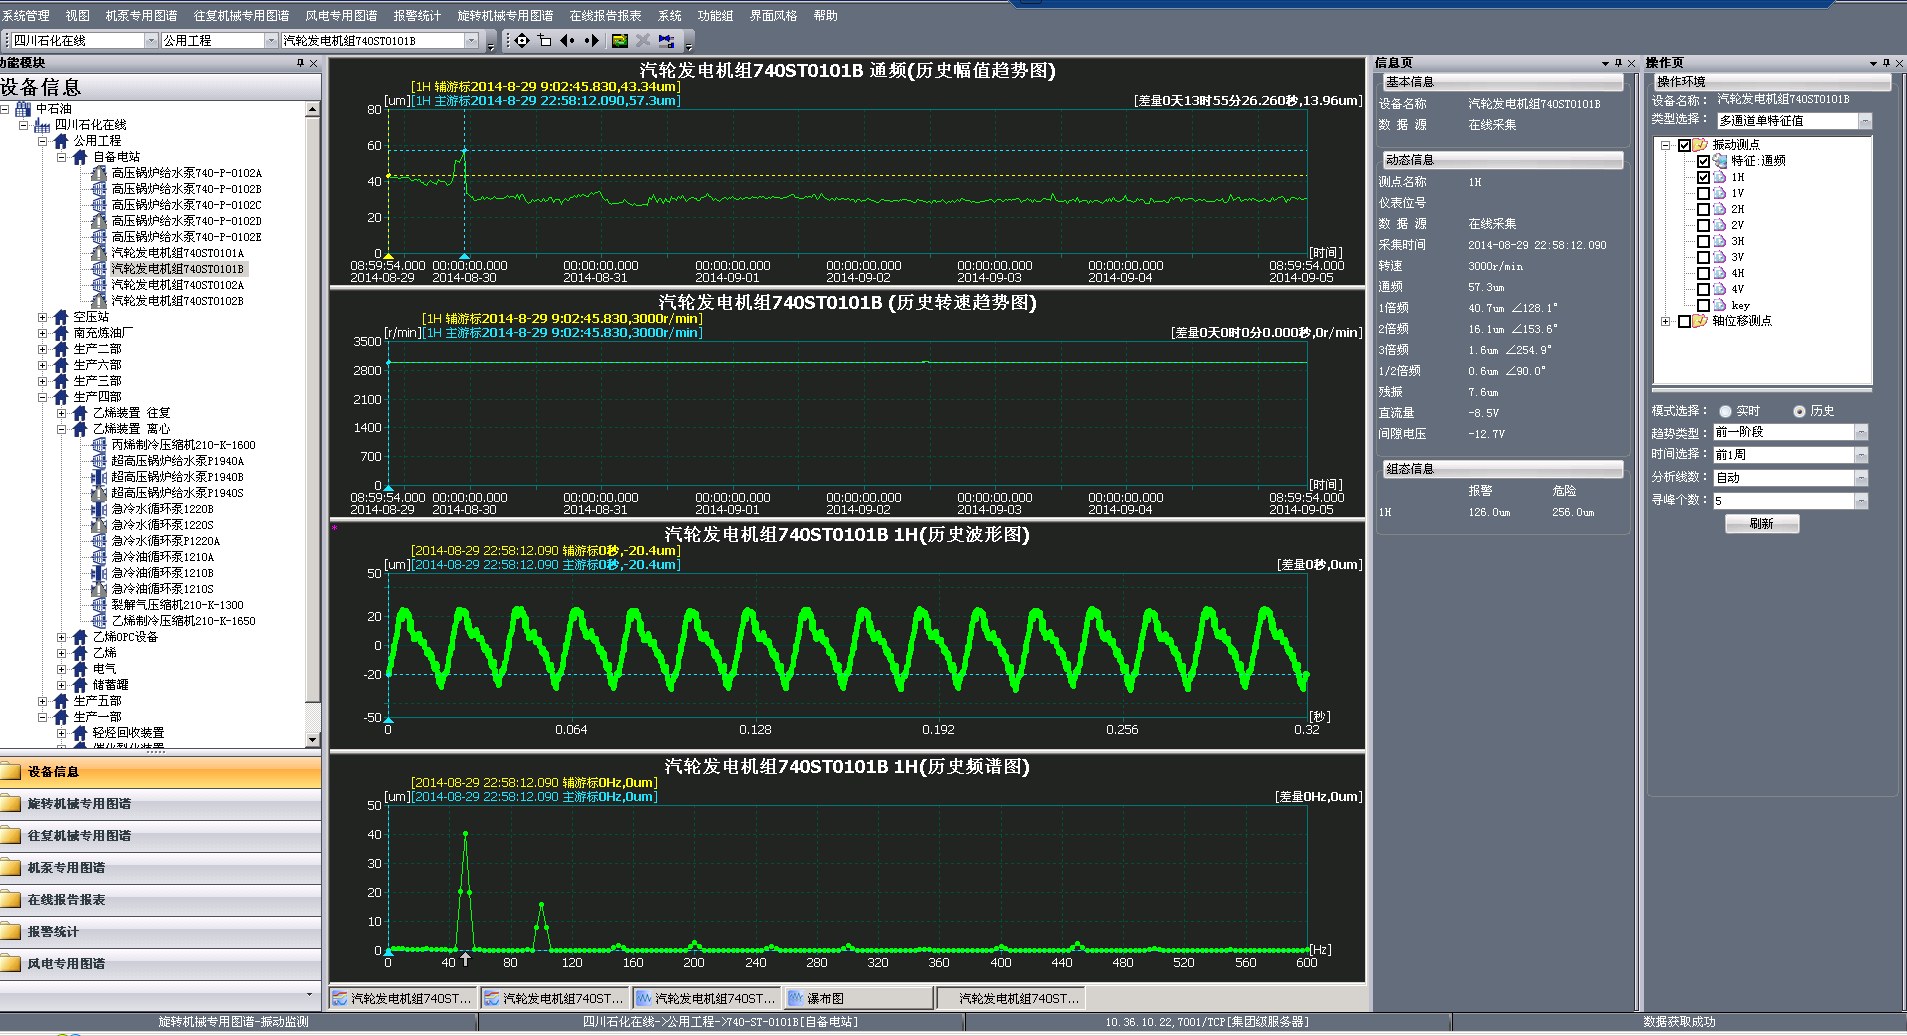 系统管理 视图 机泵专用图谱 往复机械专用图谱 风电专用图谱 报警统计 旋转机械专用图谱 在线报告报表 系统 功能组 界面风格 帮助
四川石化在线 公用工程 汽轮发电机组740ST0101B
功能模块
设备信息
中石油
四川石化在线
公用工程
自备电站
高压锅炉给水泵740-P-0102A
高压锅炉给水泵740-P-0102B
高压锅炉给水泵740-P-0102C
高压锅炉给水泵740-P-0102D
高压锅炉给水泵740-P-0102E
汽轮发电机组740ST0101A
汽轮发电机组740ST0101B
汽轮发电机组740ST0102A
汽轮发电机组740ST0102B
空压站
南充炼油厂
生产二部
生产六部
生产三部
生产四部
乙烯装置 往复
乙烯装置 离心
丙烯制冷压缩机210-K-1600
超高压锅炉给水泵P1940A
超高压锅炉给水泵P1940B
超高压锅炉给水泵P1940S
急冷水循环泵1220B
急冷水循环泵1220S
急冷水循环泵P1220A
急冷油循环泵1210A
急冷油循环泵1210B
急冷油循环泵1210S
裂解气压缩机210-K-1300
乙烯制冷压缩机210-K-1650
乙烯OPC设备
乙烯
电气
储蓄罐
生产五部
生产一部
轻烃回收装置
催化裂化装置
设备信息
旋转机械专用图谱
往复机械专用图谱
机泵专用图谱
在线报告报表
报警统计
风电专用图谱
汽轮发电机组740ST0101B 通频(历史幅值趋势图)
[1H 辅游标2014-8-29 9:02:45.830,43.34um]
[um][1H 主游标2014-8-29 22:58:12.090,57.3um] [差量0天13时55分26.260秒,13.96um]
80
60
40
20
0 [时间]
08:59:54.000 00:00:00.000 00:00:00.000 00:00:00.000 00:00:00.000 00:00:00.000 00:00:00.000 08:59:54.000
2014-08-29 2014-08-30 2014-08-31 2014-09-01 2014-09-02 2014-09-03 2014-09-04 2014-09-05
汽轮发电机组740ST0101B (历史转速趋势图)
[1H 辅游标2014-8-29 9:02:45.830,3000r/min]
[r/min][1H 主游标2014-8-29 9:02:45.830,3000r/min] [差量0天0时0分0.000秒,0r/min]
3500
2800
2100
1400
700
0 [时间]
08:59:54.000 00:00:00.000 00:00:00.000 00:00:00.000 00:00:00.000 00:00:00.000 00:00:00.000 08:59:54.000
2014-08-29 2014-08-30 2014-08-31 2014-09-01 2014-09-02 2014-09-03 2014-09-04 2014-09-05
汽轮发电机组740ST0101B 1H(历史波形图)
[2014-08-29 22:58:12.090 辅游标0秒,-20.4um]
[um][2014-08-29 22:58:12.090 主游标0秒,-20.4um] [差量0秒,0um]
50
20
0
-20
-50 [秒]
0 0.064 0.128 0.192 0.256 0.32
汽轮发电机组740ST0101B 1H(历史频谱图)
[2014-08-29 22:58:12.090 辅游标0Hz,0um]
[um][2014-08-29 22:58:12.090 主游标0Hz,0um] [差量0Hz,0um]
50
40
30
20
10
0 [Hz]
0 40 80 120 160 200 240 280 320 360 400 440 480 520 560 600
汽轮发电机组740ST... 汽轮发电机组740ST... 汽轮发电机组740ST... 瀑布图 汽轮发电机组740ST...
信息页
基本信息
设备名称 汽轮发电机组740ST0101B
数 据 源 在线采集
动态信息
测点名称 1H
仪表位号
数 据 源 在线采集
采集时间 2014-08-29 22:58:12.090
转速 3000r/min
通频 57.3um
1倍频 40.7um ∠128.1°
2倍频 16.1um ∠153.6°
3倍频 1.6um ∠254.9°
1/2倍频 0.6um ∠90.0°
残振 7.6um
直流量 -8.5V
间隙电压 -12.7V
组态信息
报警 危险
1H 126.0um 256.0um
操作页
操作环境
设备名称： 汽轮发电机组740ST0101B
类型选择： 多通道单特征值
振动测点
特征:通频
1H
1V
2H
2V
3H
3V
4H
4V
key
轴位移测点
模式选择： 实时 历史
趋势类型： 前一阶段
时间选择： 前1周
分析线数： 自动
寻峰个数： 5
刷新
旋转机械专用图谱-振动监测 四川石化在线->公用工程->740-ST-0101B[自备电站] 10.36.10.22,7001/TCP[集团级服务器] 数据获取成功